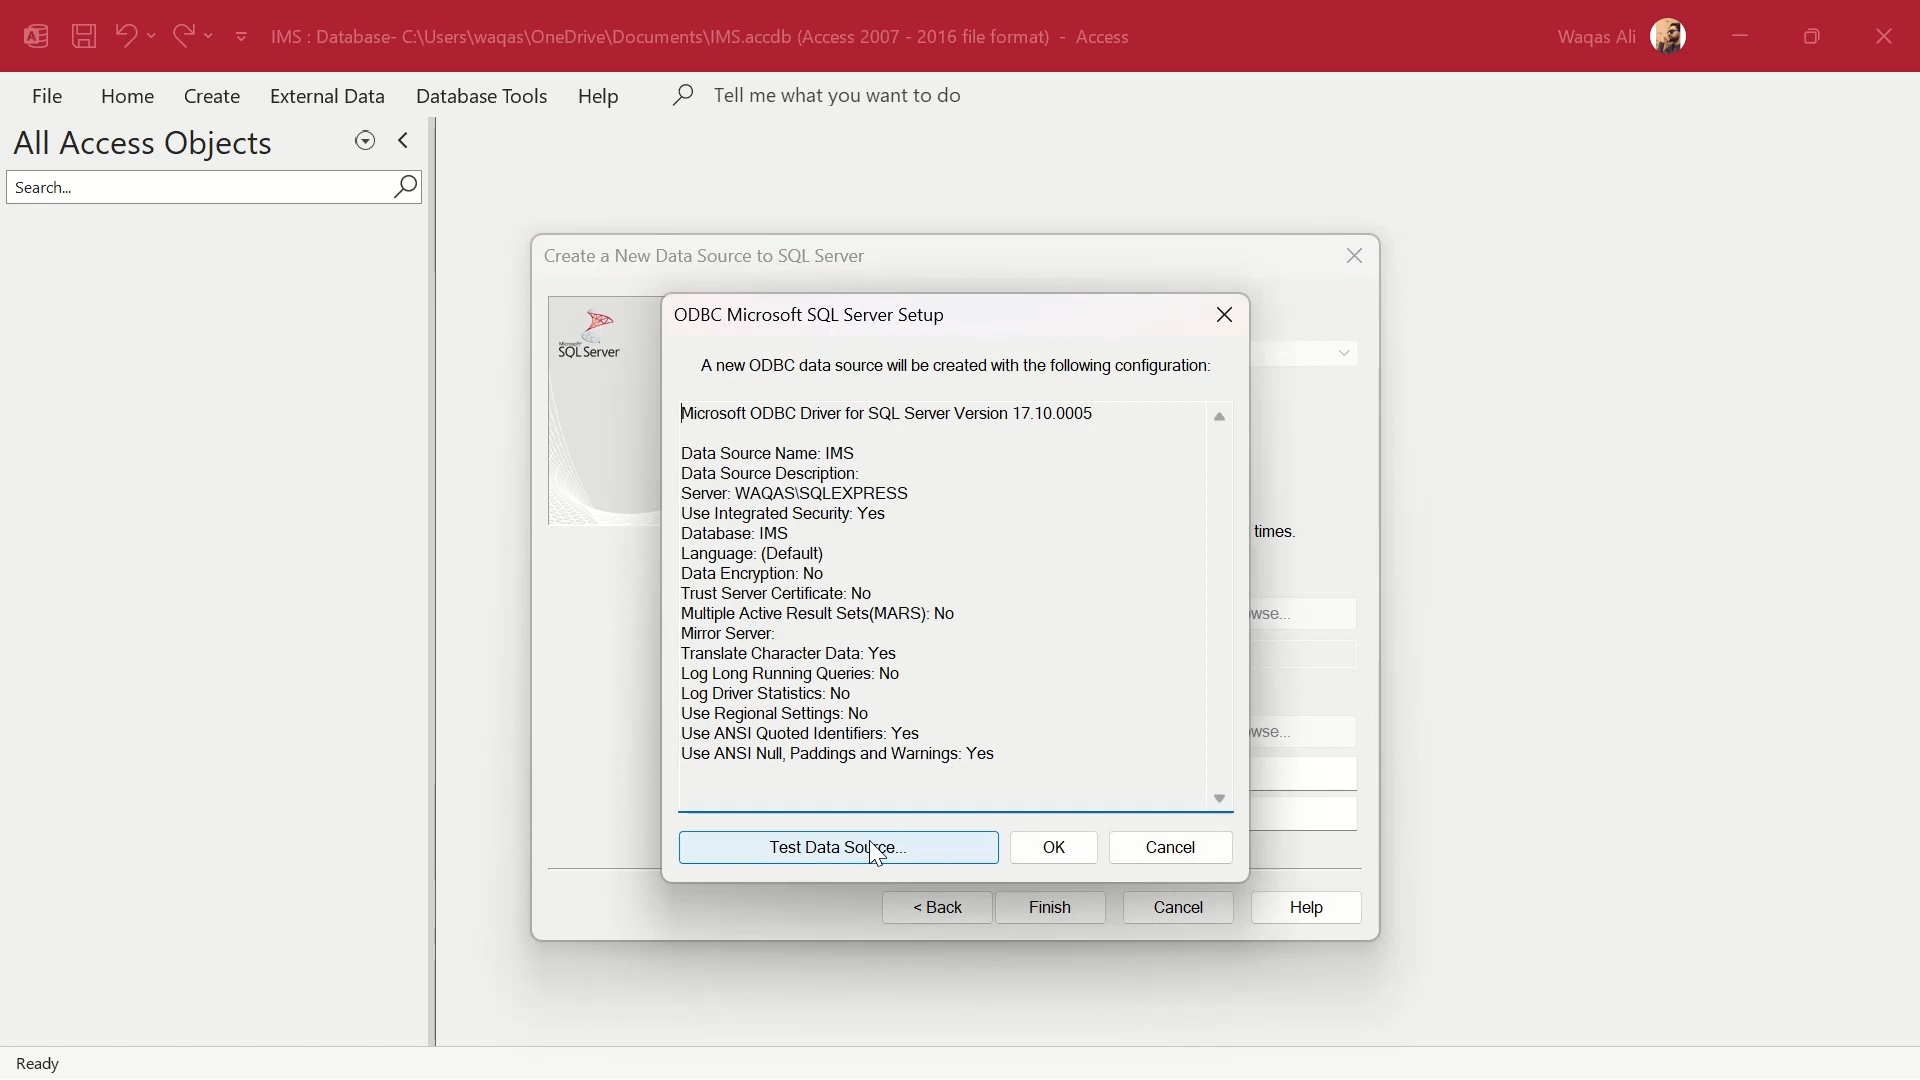 IMS : Database- C:\Users\waqas\OneDrive\Documents\IMS.accdb (Access 2007 - 2016 file format) - Access
Waqas Ali
File Home Create External Data Database Tools Help Tell me what you want to do
All Access Objects
Search...
Create a New Data Source to SQL Server
Microsoft
SQL Server
ODBC Microsoft SQL Server Setup
A new ODBC data source will be created with the following configuration:
Microsoft ODBC Driver for SQL Server Version 17.10.0005
Data Source Name: IMS
Data Source Description:
Server: WAQAS\SQLEXPRESS
Use Integrated Security: Yes
Database: IMS
Language: (Default)
Data Encryption: No
Trust Server Certificate: No
Multiple Active Result Sets(MARS): No
Mirror Server:
Translate Character Data: Yes
Log Long Running Queries: No
Log Driver Statistics: No
Use Regional Settings: No
Use ANSI Quoted Identifiers: Yes
Use ANSI Null, Paddings and Warnings: Yes
times.
wse...
wse...
Test Data Source...
OK
Cancel
< Back
Finish
Cancel
Help
Ready